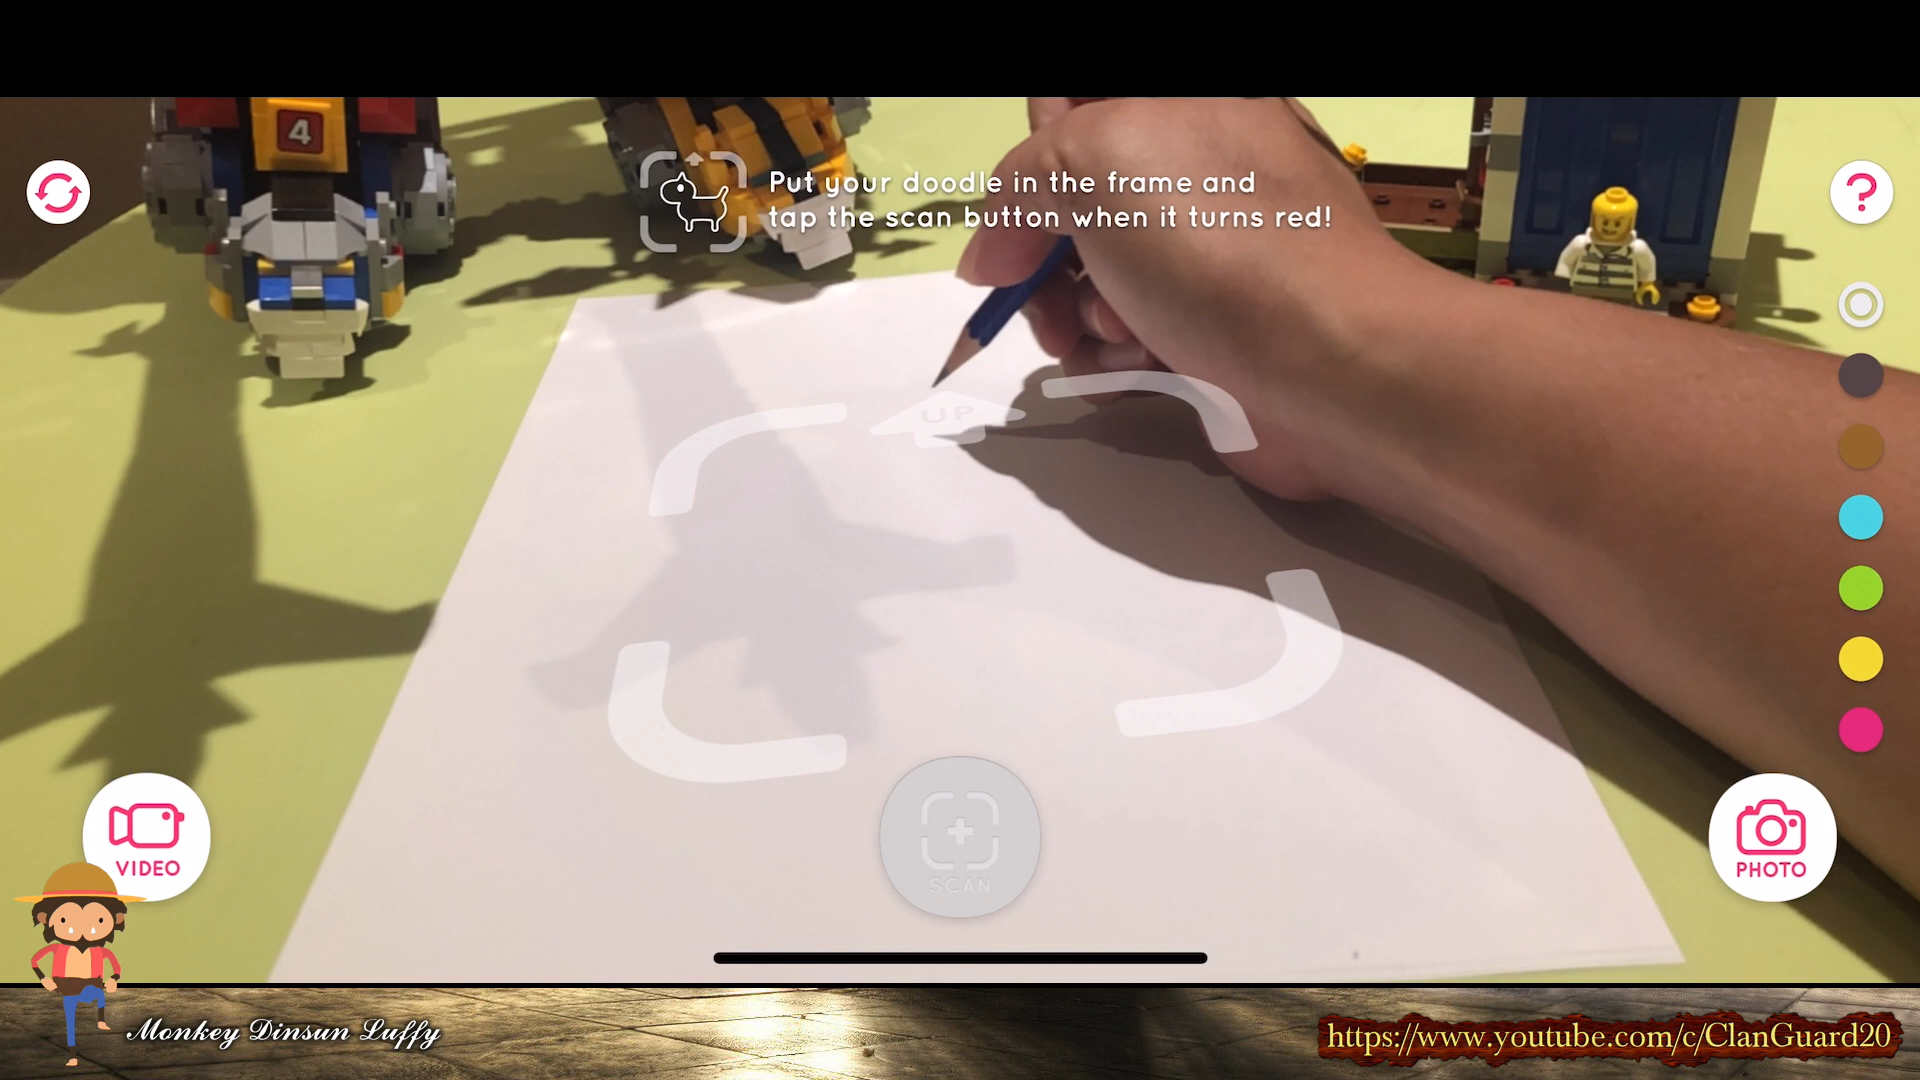 4
Put your doodle in the frame and
tap the scan button when it turns red!
?
UP
VIDEO
SCAN
PHOTO
Monkey Dinsun Luffy
https://www.youtube.com/c/ClanGuard20